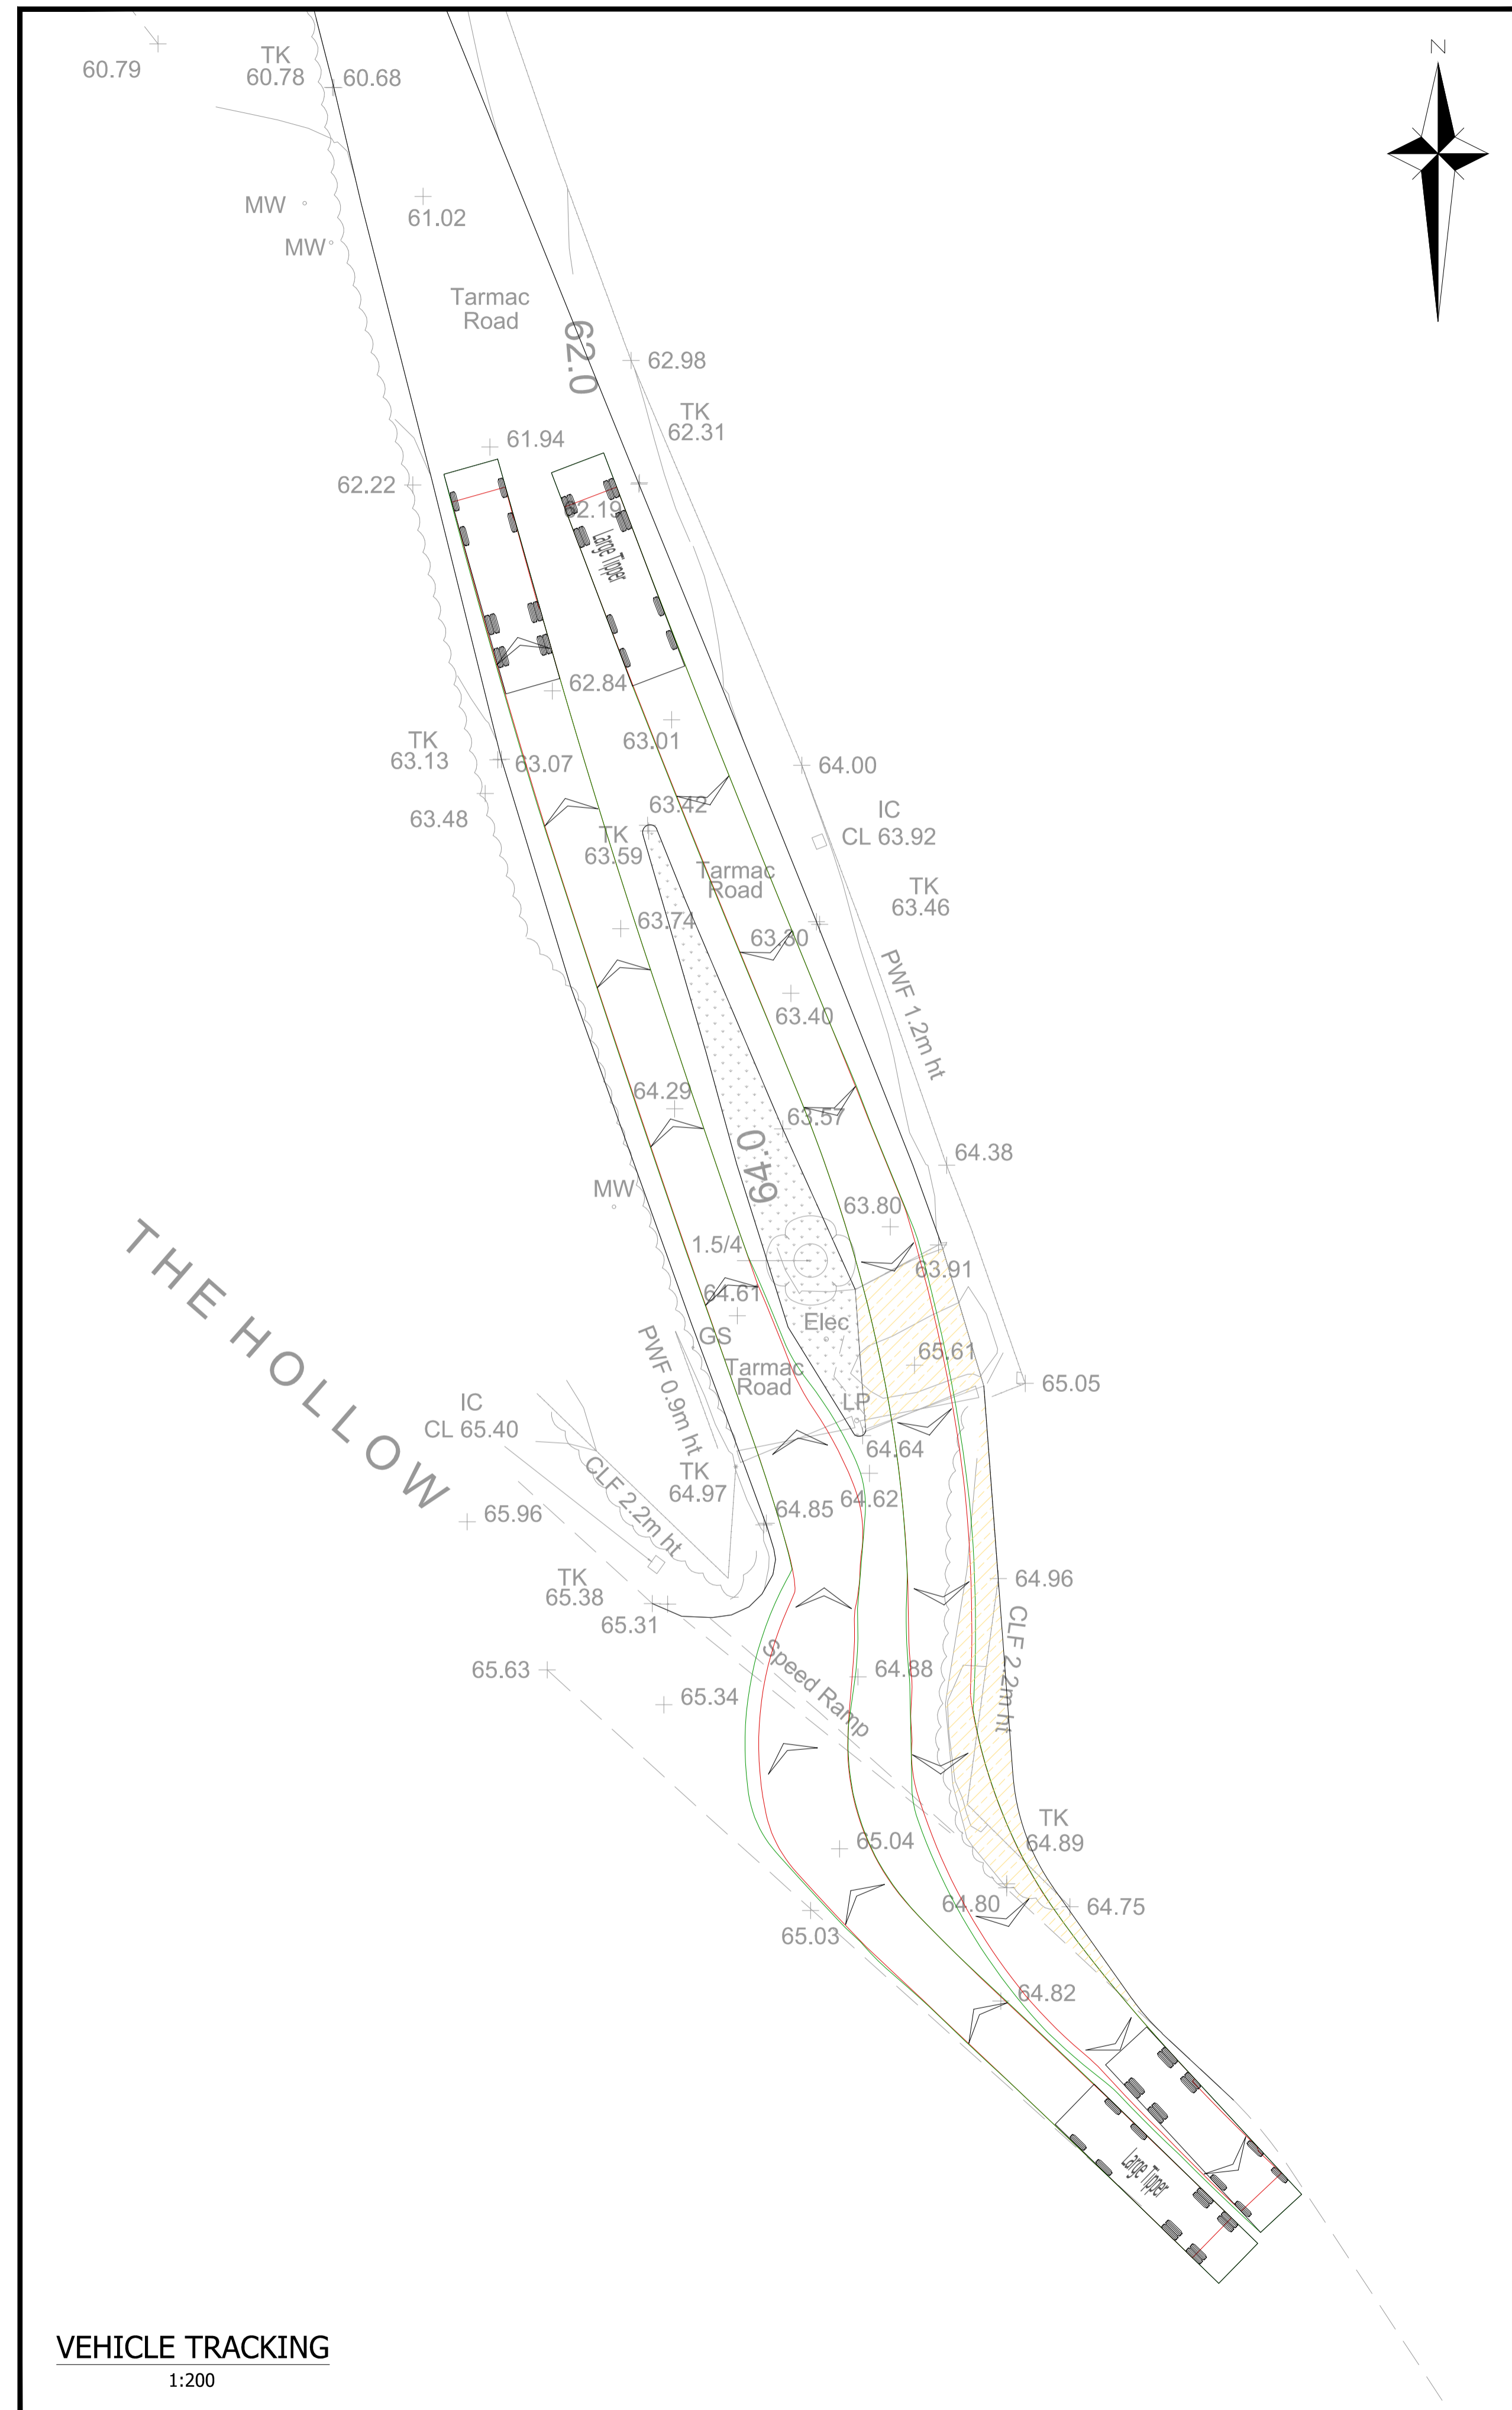 N
60.79
TK
60.78
60.68
MW
61.02
MW
Tarmac
Road
62.0
62.98
TK
62.31
61.94
62.22
62.19
Large Tipper
62.84
63.01
TK
63.13
63.07
64.00
63.48
63.42
IC
CL 63.92
TK
63.59
Tarmac
Road
TK
63.46
63.74
63.30
PWF 1.2m ht
63.40
64.29
63.57
64.0
64.38
MW
63.80
THE HOLLOW
1.5/4
63.91
64.61
Elec
GS
PWF 0.9m ht
65.61
Tarmac
Road
65.05
IC
CL 65.40
LP
64.64
CLF 2.2m ht
TK
64.97
64.62
65.96
64.85
TK
65.38
64.96
65.31
CLF 2.2m ht
Speed Ramp
65.63
64.88
65.34
TK
64.89
65.04
64.80
64.75
65.03
64.82
Large Tipper
VEHICLE TRACKING
1:200